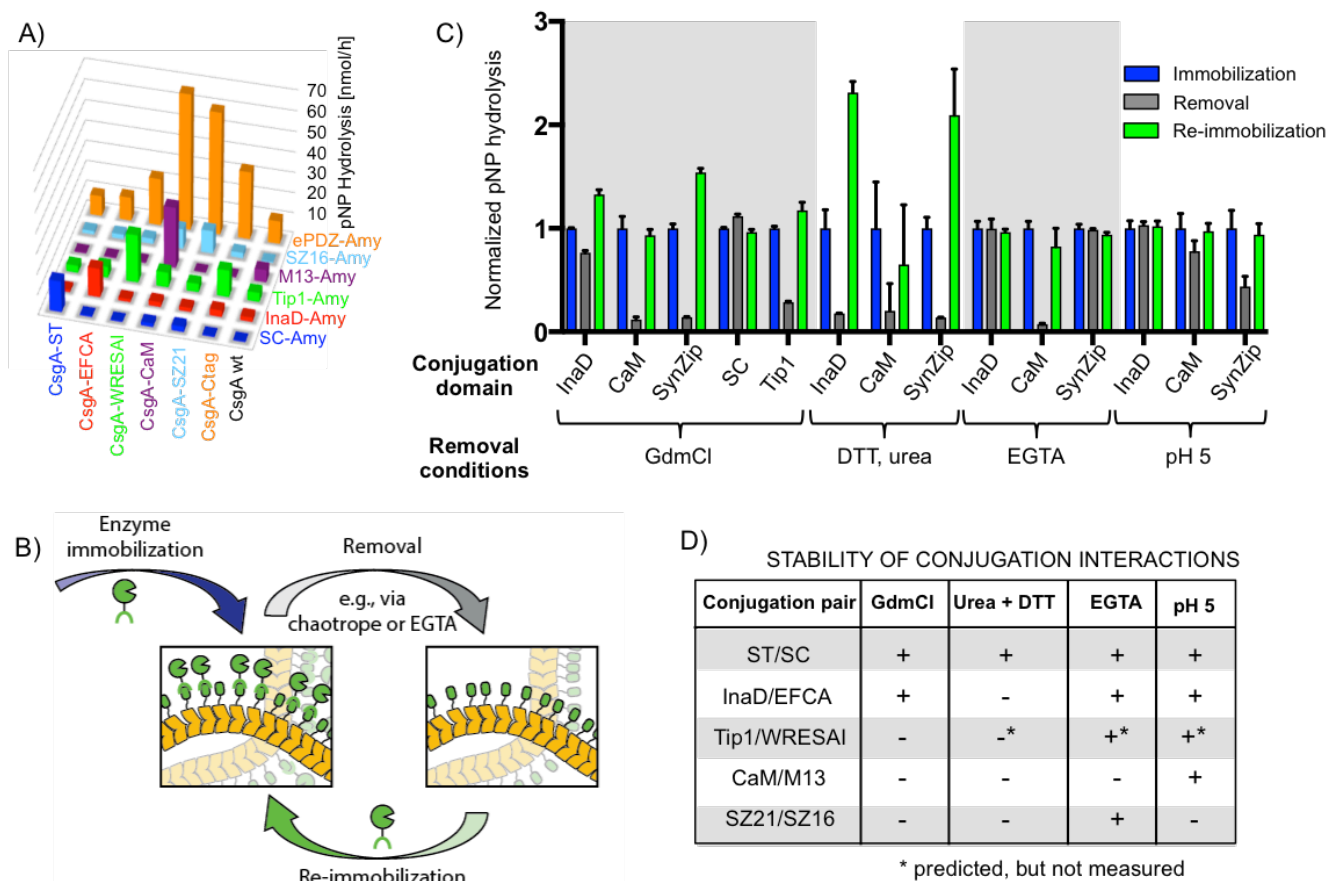 A)
pNP Hydrolysis [nmol/h]
70
60
50
40
30
20
10
ePDZ-Amy
SZ16-Amy
M13-Amy
Tip1-Amy
InaD-Amy
SC-Amy
CsgA-ST
CsgA-EFCA
CsgA-WRESAI
CsgA-CaM
CsgA-SZ21
CsgA-Ctag
CsgA wt
C)
Normalized pNP hydrolysis
3
2
1
0
Immobilization
Removal
Re-immobilization
Conjugation
domain
InaD CaM SynZip SC Tip1 InaD CaM SynZip InaD CaM SynZip InaD CaM SynZip
Removal
conditions
GdmCl DTT, urea EGTA pH 5
B)
Enzyme
immobilization
Removal
e.g., via
chaotrope or EGTA
Re-immobilization
D)
STABILITY OF CONJUGATION INTERACTIONS
Conjugation pair GdmCl Urea + DTT EGTA pH 5
ST/SC + + + +
InaD/EFCA + - + +
Tip1/WRESAI - -* +* +*
CaM/M13 - - - +
SZ21/SZ16 - - + -
* predicted, but not measured